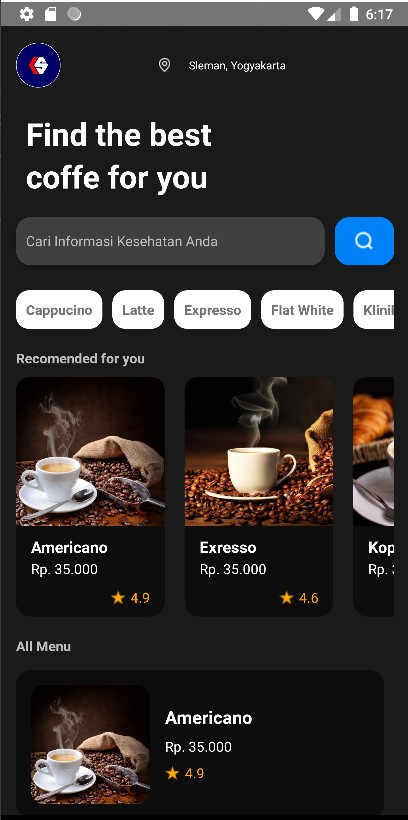 6:17
Sleman, Yogyakarta
Find the best
coffe for you
Cari Informasi Kesehatan Anda
Cappucino Latte Expresso Flat White Klinik
Recomended for you
Americano Exresso Kop
Rp. 35.000 Rp. 35.000 Rp.
4.9 4.6
All Menu
Americano
Rp. 35.000
4.9